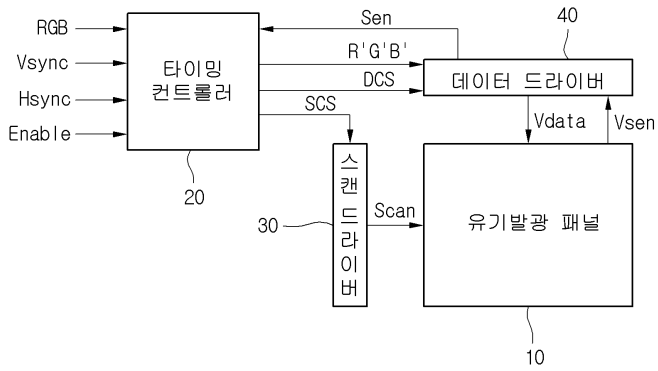 RGB
Vsync
Hsync
Enable
타이밍
컨트롤러
20
Sen
R'G'B'
DCS
SCS
40
데이터 드라이버
Vdata
Vsen
스캔드라이버
30
Scan
유기발광 패널
10